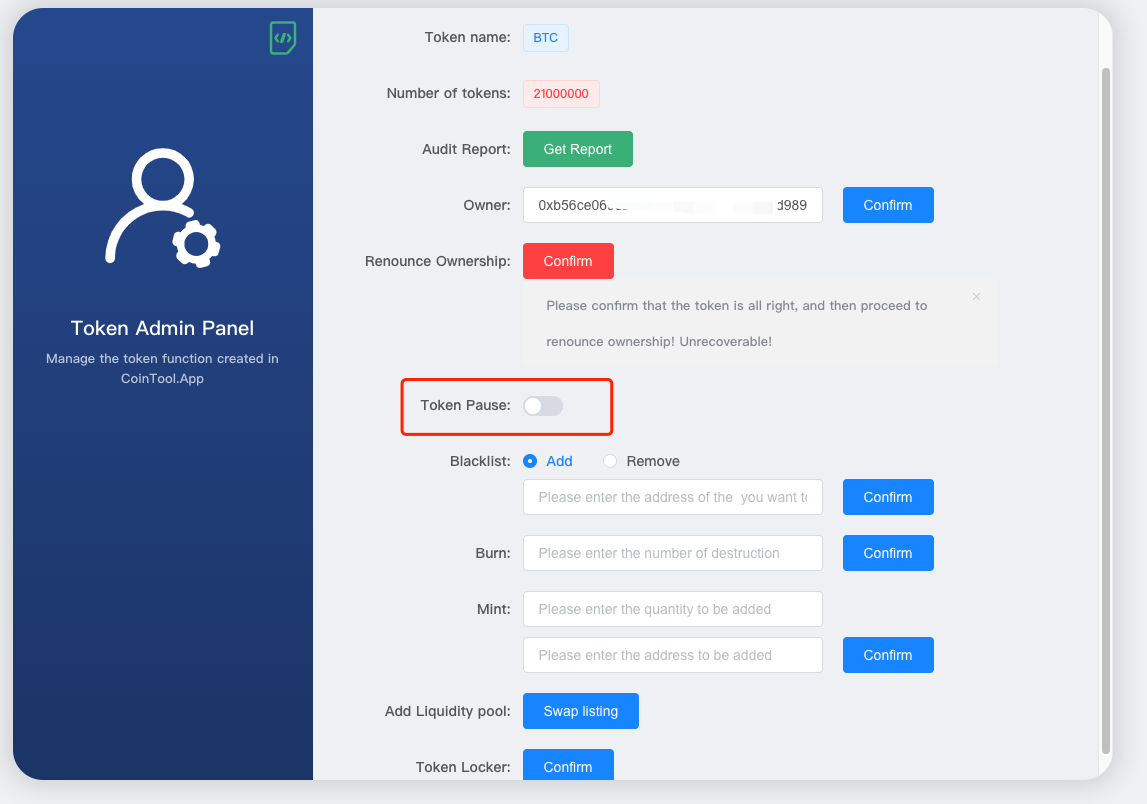 Token Admin Panel
Manage the token function created in
CoinTool.App
Token name: BTC
Number of tokens: 21000000
Audit Report: Get Report
Owner: d989 Confirm
Renounce Ownership: Confirm
Please confirm that the token is all right, and then proceed to
renounce ownership! Unrecoverable!
Token Pause:
Blacklist: Add Remove
Please enter the address of the you want Confirm
Burn: Please enter the number of destruction Confirm
Mint: Please enter the quantity to be added
Please enter the address to be added Confirm
Add Liquidity pool: Swap listing
Token Locker: Confirm